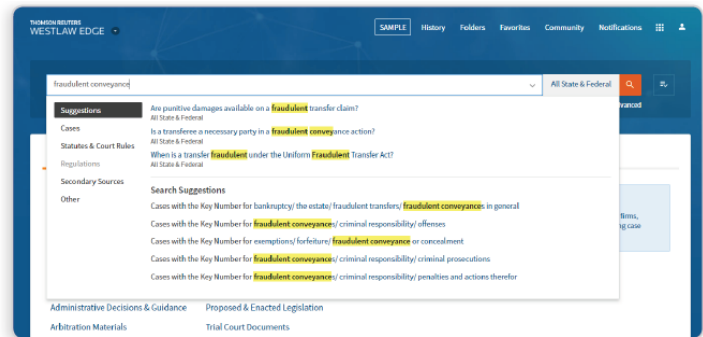 THOMSON REUTERS
WESTLAW EDGE
SAMPLE History Folders Favorites Community Notifications
fraudulent conveyance All State & Federal
vanced
Suggestions
Cases
Statutes & Court Rules
Regulations
Secondary Sources
Other
Are punitive damages available on a fraudulent transfer claim?
All State & Federal
Is a transferee a necessary party in a fraudulent conveyance action?
All State & Federal
When is a transfer fraudulent under the Uniform Fraudulent Transfer Act?
All State & Federal
Search Suggestions
Cases with the Key Number for bankruptcy/ the estate/ fraudulent transfers/ fraudulent conveyances in general
Cases with the Key Number for fraudulent conveyances/ criminal responsibility/ offenses
Cases with the Key Number for exemptions/ forfeiture/ fraudulent conveyance or concealment
Cases with the Key Number for fraudulent conveyances/ criminal responsibility/ criminal prosecutions
Cases with the Key Number for fraudulent conveyances/ criminal responsibility/ penalties and actions therefor
firms,
ng case
Administrative Decisions & Guidance Proposed & Enacted Legislation
Arbitration Materials Trial Court Documents